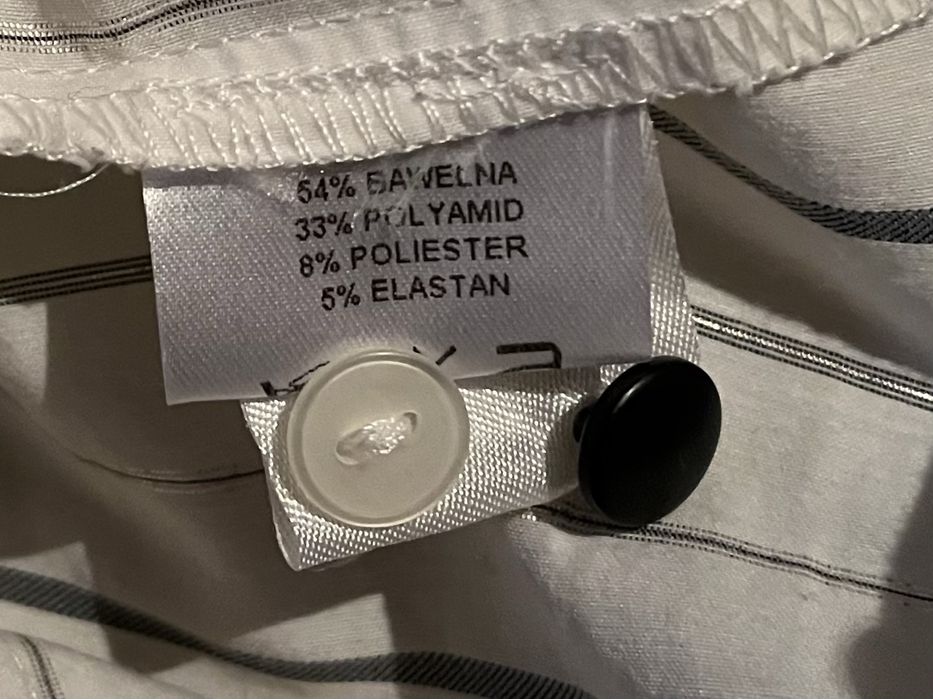 54% BAWELNA
33% POLYAMID
8% POLIESTER
5% ELASTAN